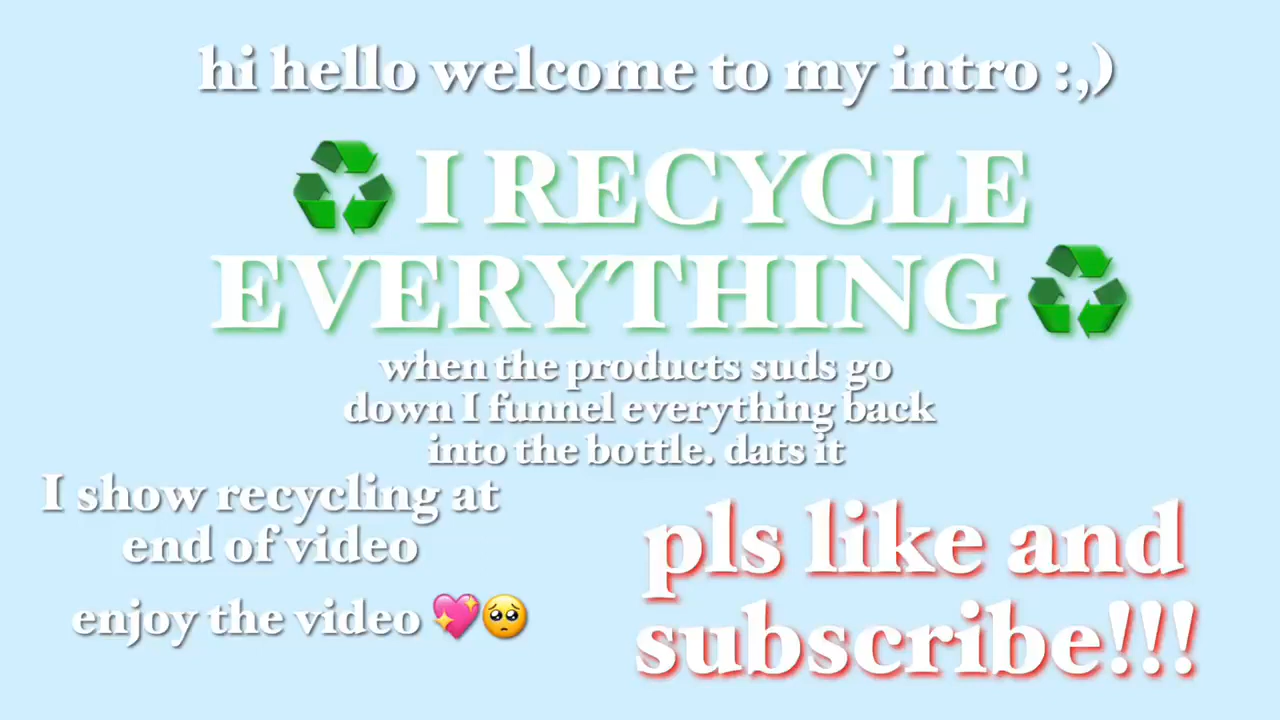 hi hello welcome to my intro :,)
♻️ I RECYCLE
EVERYTHING ♻️
when the products suds go
down I funnel everything back
into the bottle. dats it
I show recycling at
end of video
enjoy the video 💖🥺
pls like and
subscribe!!!